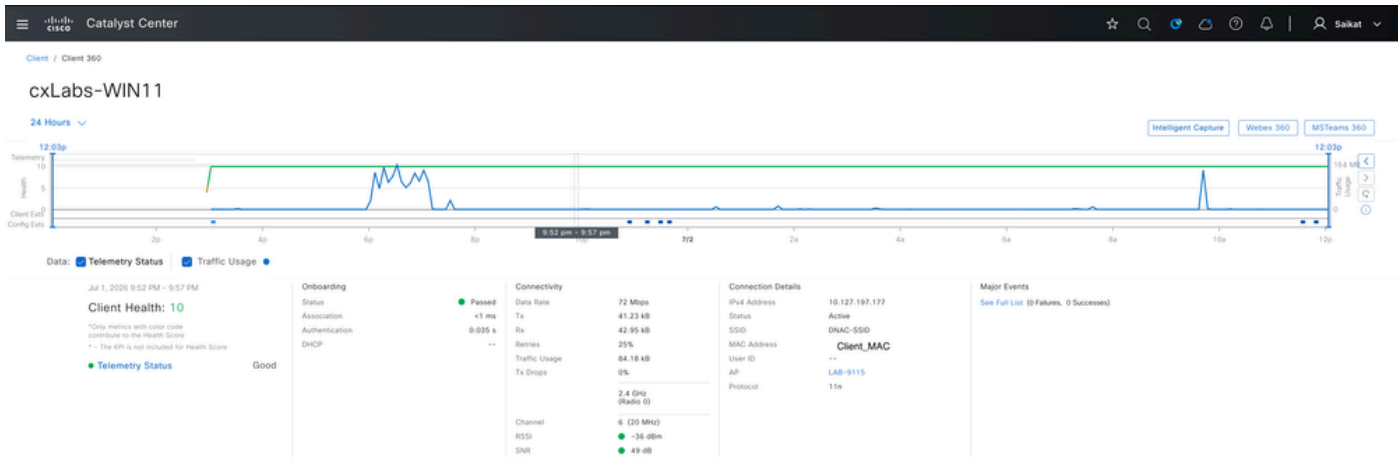 cisco Catalyst Center
Saikat
Client / Client 360
cxLabs-WIN11
24 Hours
Intelligent Capture
Webex 360
MSTeams 360
12:03p
12:03p
Telemetry
10
5
0
Health
Client Evts
Config Evts
164 MB
Traffic Usage
0
2p 4p 6p 8p 7/2 2a 4a 6a 8a 10a 12p
9:52 pm - 9:57 pm
Data: Telemetry Status Traffic Usage
Jul 1, 2026 9:52 PM - 9:57 PM
Client Health: 10
*Only metrics with color code
contribute to the Health Score
* - The KPI is not included for Health Score
Telemetry Status Good
Onboarding
Status Passed
Association <1 ms
Authentication 0.035 s
DHCP --
Connectivity
Data Rate 72 Mbps
Tx 41.23 kB
Rx 42.95 kB
Retries 25%
Traffic Usage 84.18 kB
Tx Drops 0%
2.4 GHz
(Radio 0)
Channel 6 (20 MHz)
RSSI -36 dBm
SNR 49 dB
Connection Details
IPv4 Address 10.127.197.177
Status Active
SSID DNAC-SSID
MAC Address Client_MAC
User ID --
AP LAB-9115
Protocol 11n
Major Events
See Full List (0 Failures, 0 Successes)